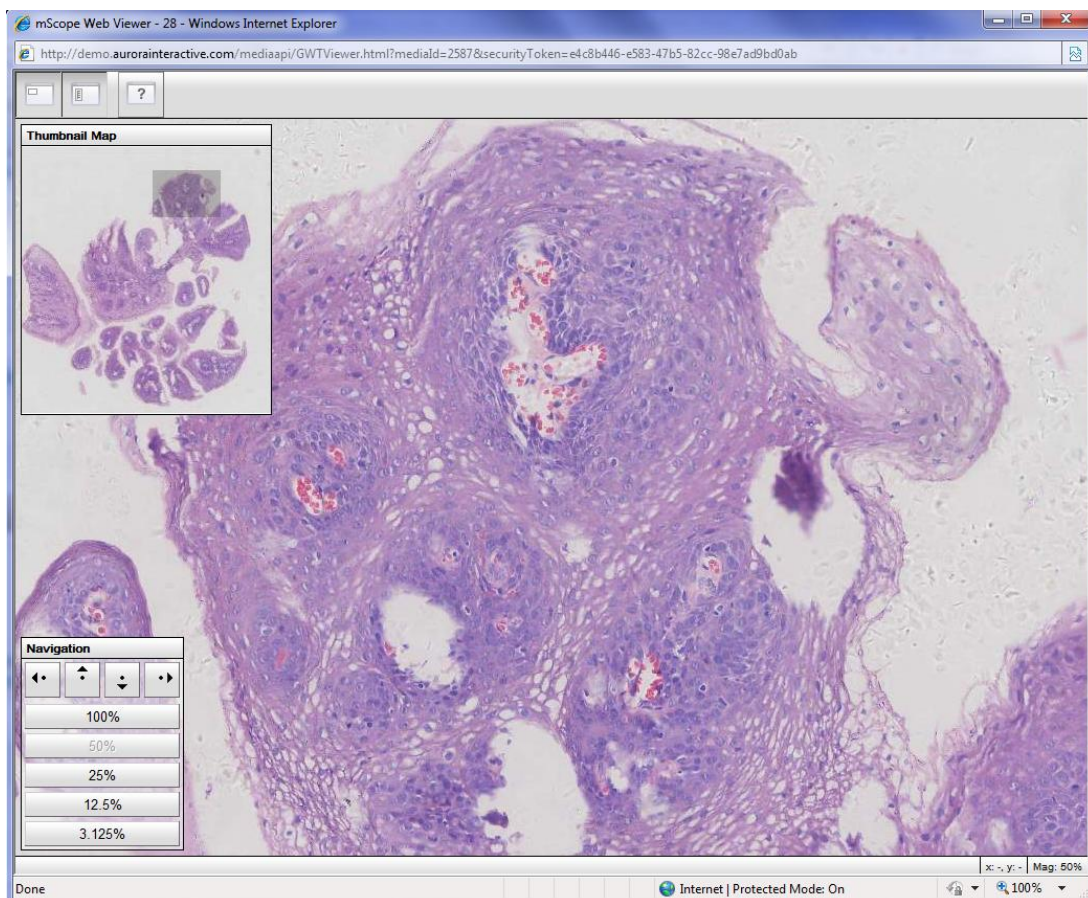 mScope Web Viewer - 28 - Windows Internet Explorer
http://demo.aurorainteractive.com/mediaapi/GWTViewer.html?mediaId=2587&securityToken=e4c8b446-e583-47b5-82cc-98e7ad9bd0ab
?
Thumbnail Map
Navigation
100%
50%
25%
12.5%
3.125%
x: -, y: - Mag: 50%
Done Internet | Protected Mode: On 100%